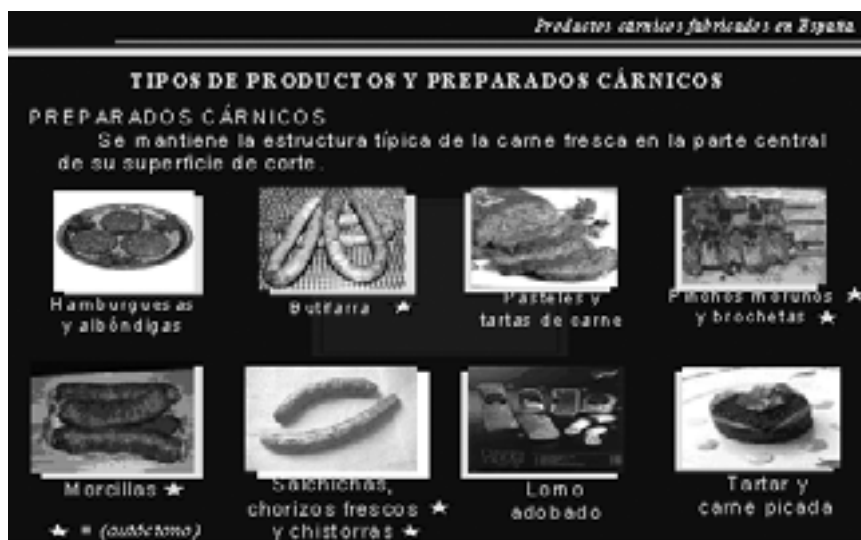 Productos cárnicos fabricados en España
TIPOS DE PRODUCTOS Y PREPARADOS CÁRNICOS
PREPARADOS CÁRNICOS
Se mantiene la estructura típica de la carne fresca en la parte central
de su superficie de corte.
Hamburguesas
y albóndigas
Butifarra ★
Pasteles y
tartas de carne
Pinchos morunos ★
y brochetas ★
Morcillas ★
Salchichas,
chorizos frescos ★
y chistorras ★
Lomo
adobado
Tartar y
carne picada
★ = (autóctono)